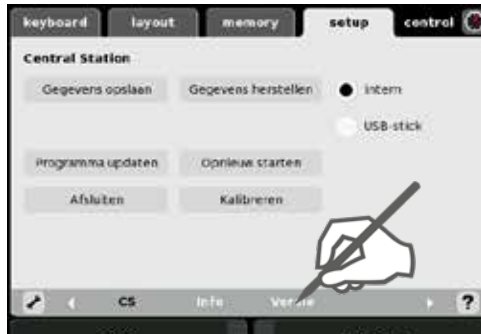 keyboard layout memory setup control
Central Station
Gegevens opslaan Gegevens herstellen intern
USB-stick
Programma updaten Opnieuw starten
Afsluiten Kalibreren
CS Info Versie ?